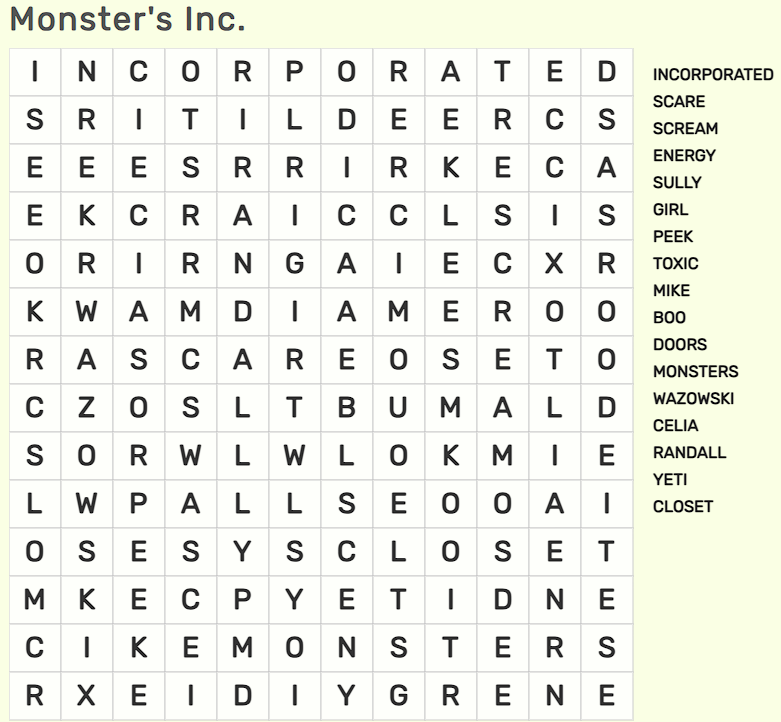 Monster's Inc.
I N C O R P O R A T E D
S R I T I L D E E R C S
E E E S R R I R K E C A
E K C R A I C C L S I S
O R I R N G A I E C X R
K W A M D I A M E R O O
R A S C A R E O S E T O
C Z O S L T B U M A L D
S O R W L W L O K M I E
L W P A L L S E O O A I
O S E S Y S C L O S E T
M K E C P Y E T I D N E
C I K E M O N S T E R S
R X E I D I Y G R E N E
INCORPORATED
SCARE
SCREAM
ENERGY
SULLY
GIRL
PEEK
TOXIC
MIKE
BOO
DOORS
MONSTERS
WAZOWSKI
CELIA
RANDALL
YETI
CLOSET